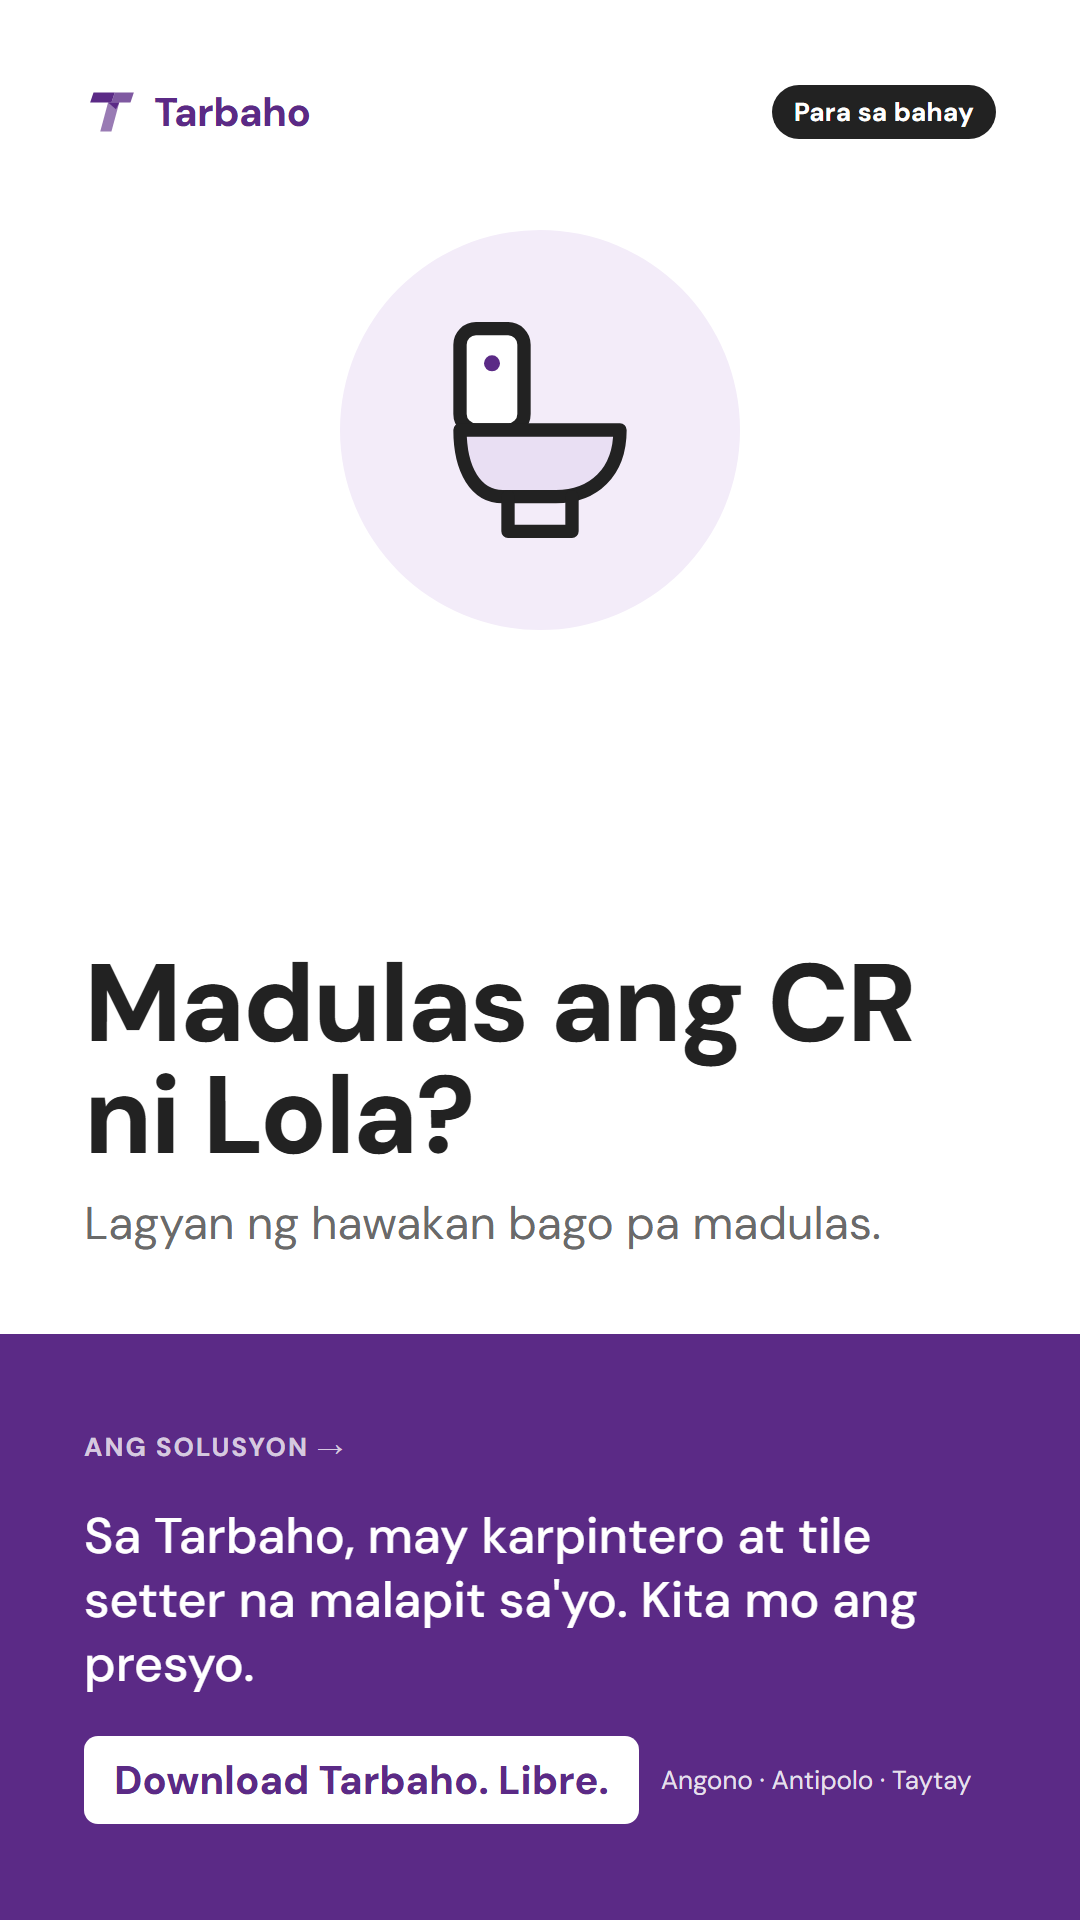 Tarbaho
Para sa bahay
Madulas ang CR
ni Lola?
Lagyan ng hawakan bago pa madulas.
ANG SOLUSYON →
Sa Tarbaho, may karpintero at tile
setter na malapit sa'yo. Kita mo ang
presyo.
Download Tarbaho. Libre.
Angono · Antipolo · Taytay